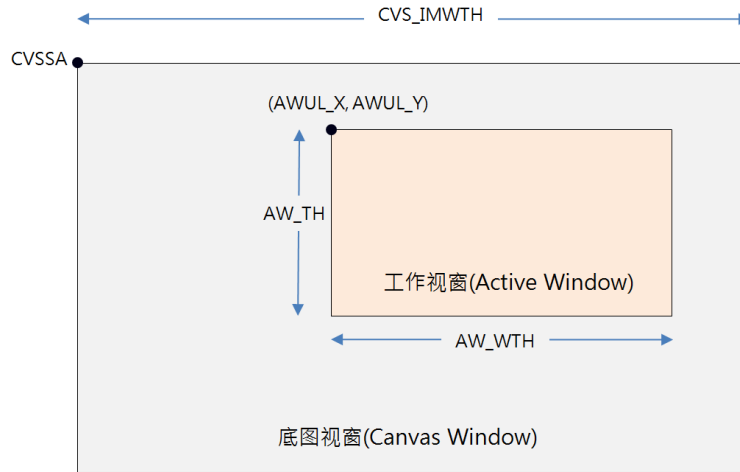 CVS_IMWTH
CVSSA
(AWUL_X, AWUL_Y)
AW_TH
工作视窗(Active Window)
AW_WTH
底图视窗(Canvas Window)